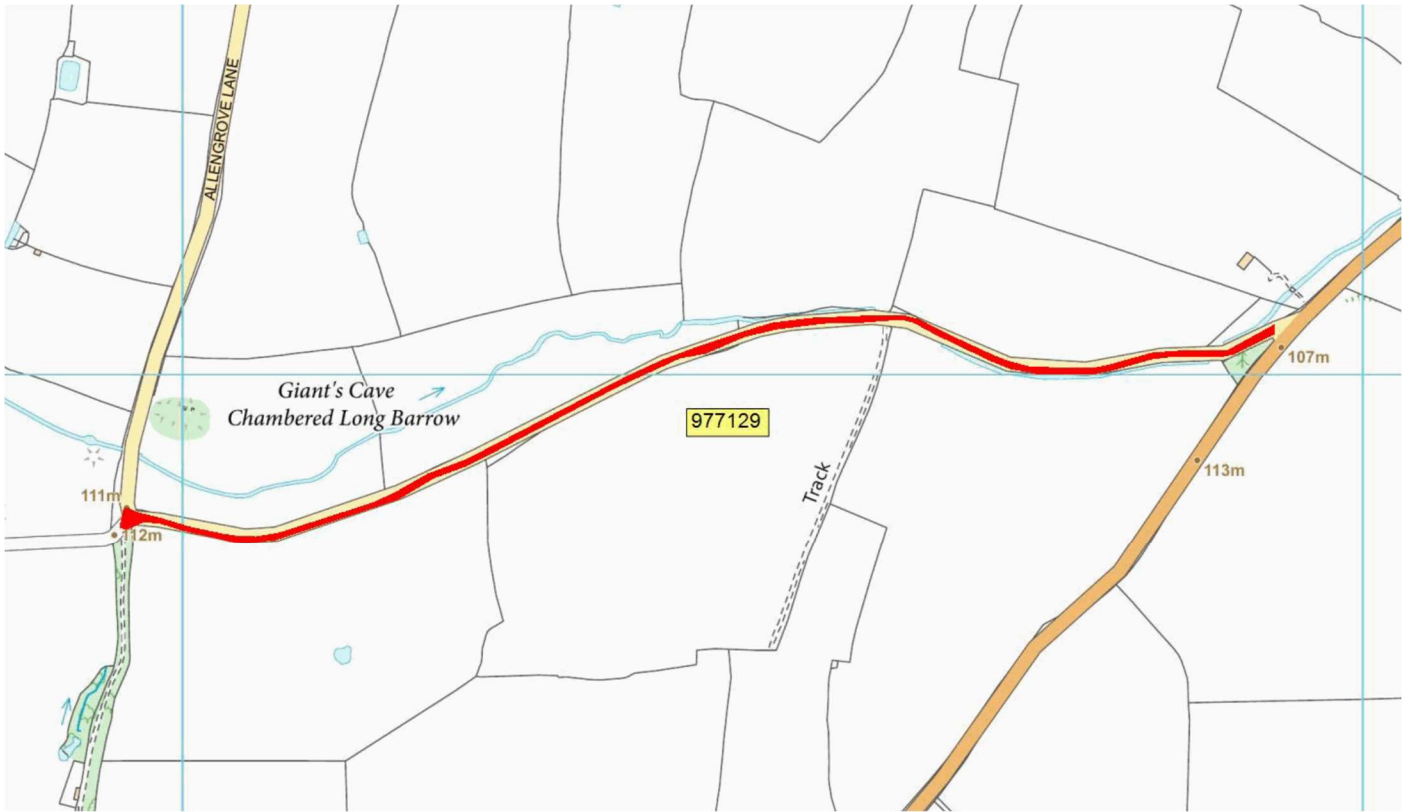 ALLENGROVE LANE
Giant's Cave
Chambered Long Barrow
107m
977129
113m
Track
111m
112m